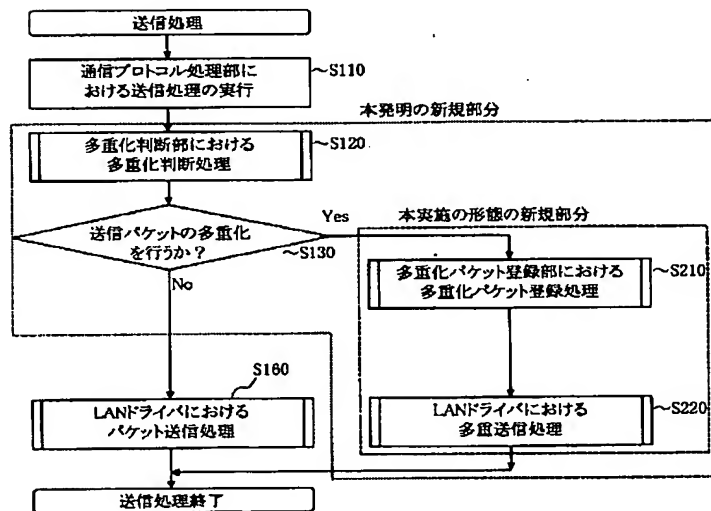 送信処理
通信プロトコル処理部に
おける送信処理の実行
S110
本発明の新規部分
多重化判断部における
多重化判断処理
S120
送信パケットの多重化
を行うか？
S130
Yes
No
本実施の形態の新規部分
多重化パケット登録部における
多重化パケット登録処理
S210
S160
LANドライバにおける
パケット送信処理
LANドライバにおける
多重送信処理
S220
送信処理終了